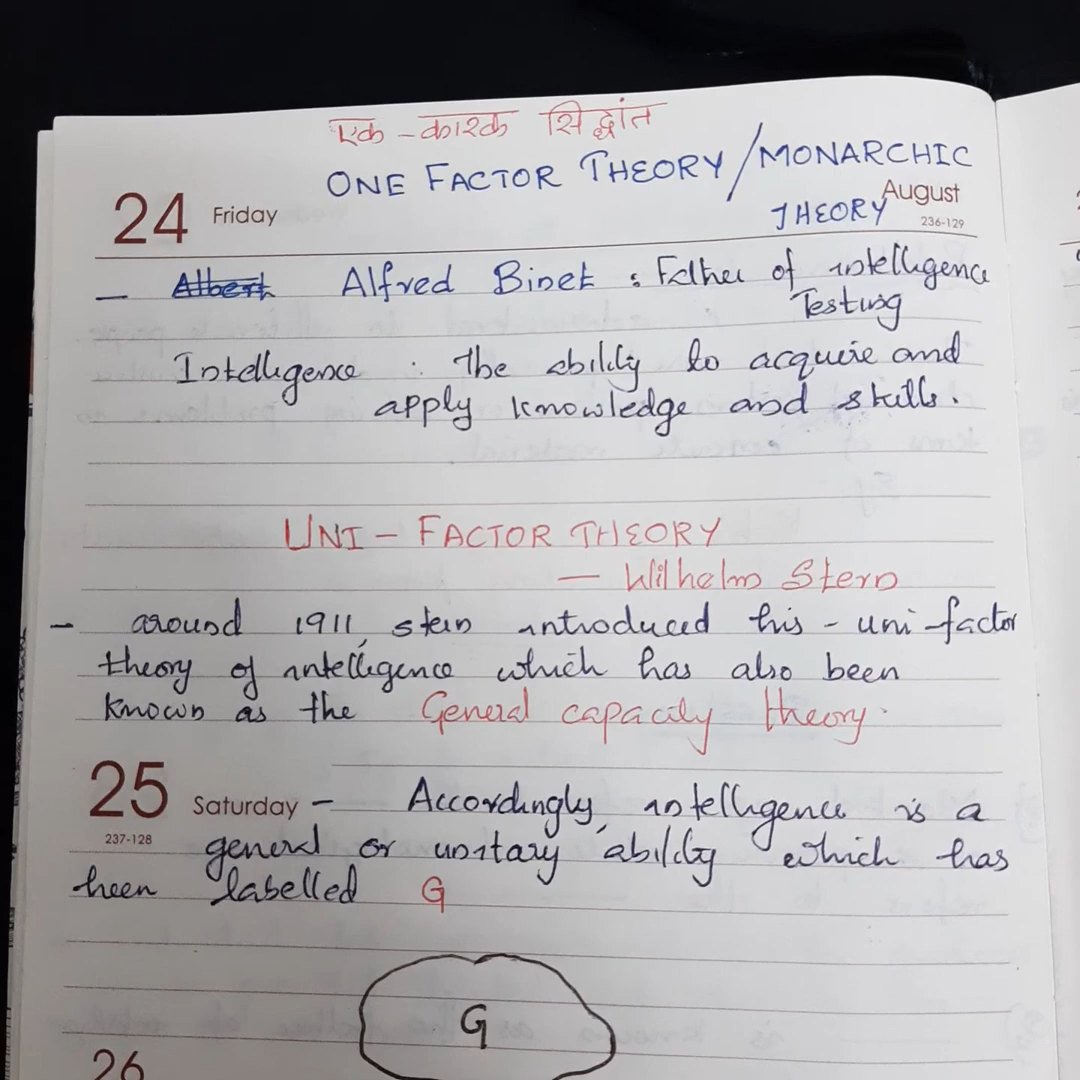 एक-कारक सिद्धांत
ONE FACTOR THEORY / MONARCHIC
THEORY
24 Friday
August
236-129
— Albert Alfred Binet : Father of intelligence
Testing
Intelligence : The ability to acquire and
apply knowledge and skills.
UNI - FACTOR THEORY
— Wilhelm Stern
- around 1911, stern introduced this - uni-factor
theory of intelligence which has also been
known as the General capacity theory.
25 Saturday - Accordingly, intelligence is a
237-128
general or unitary ability which has
been labelled G
G
26